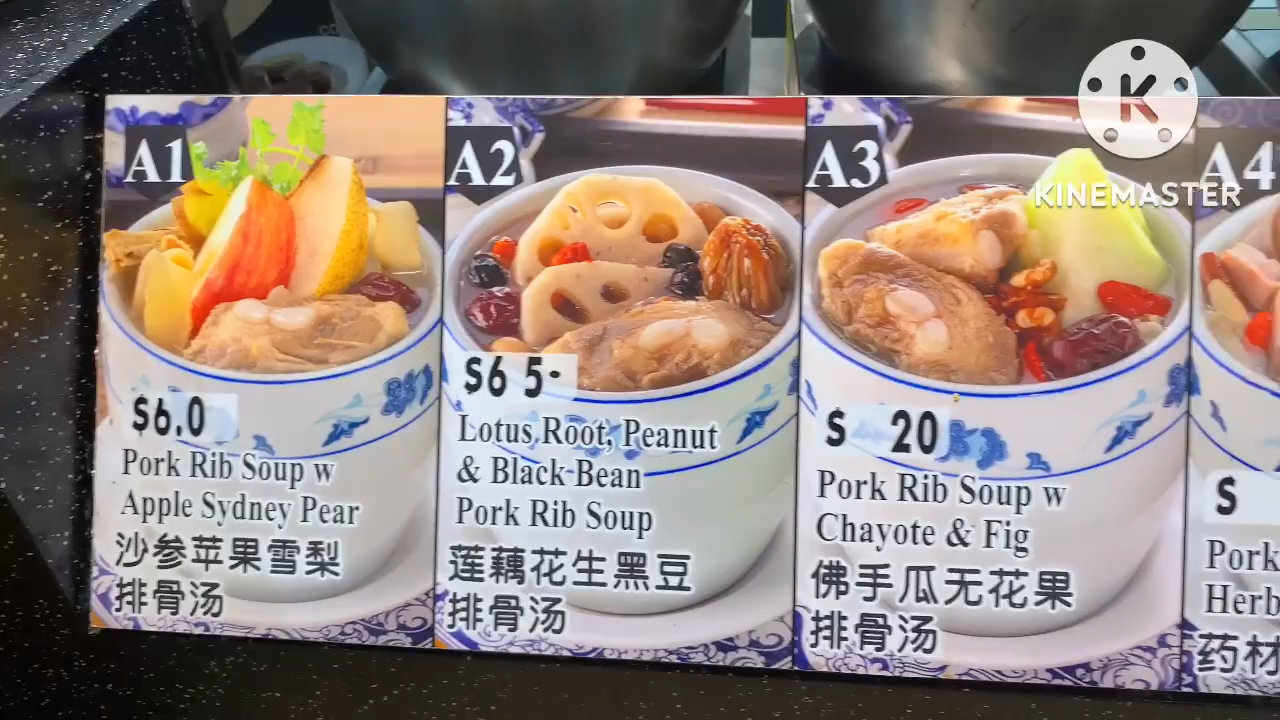 A1
$6.0
Pork Rib Soup w
Apple Sydney Pear
沙参苹果雪梨
排骨汤
A2
$6 5-
Lotus Root, Peanut
& Black Bean
Pork Rib Soup
莲藕花生黑豆
排骨汤
A3
$ 20
Pork Rib Soup w
Chayote & Fig
佛手瓜无花果
排骨汤
A4
$
Pork
Herb
药材
K
KINEMASTER